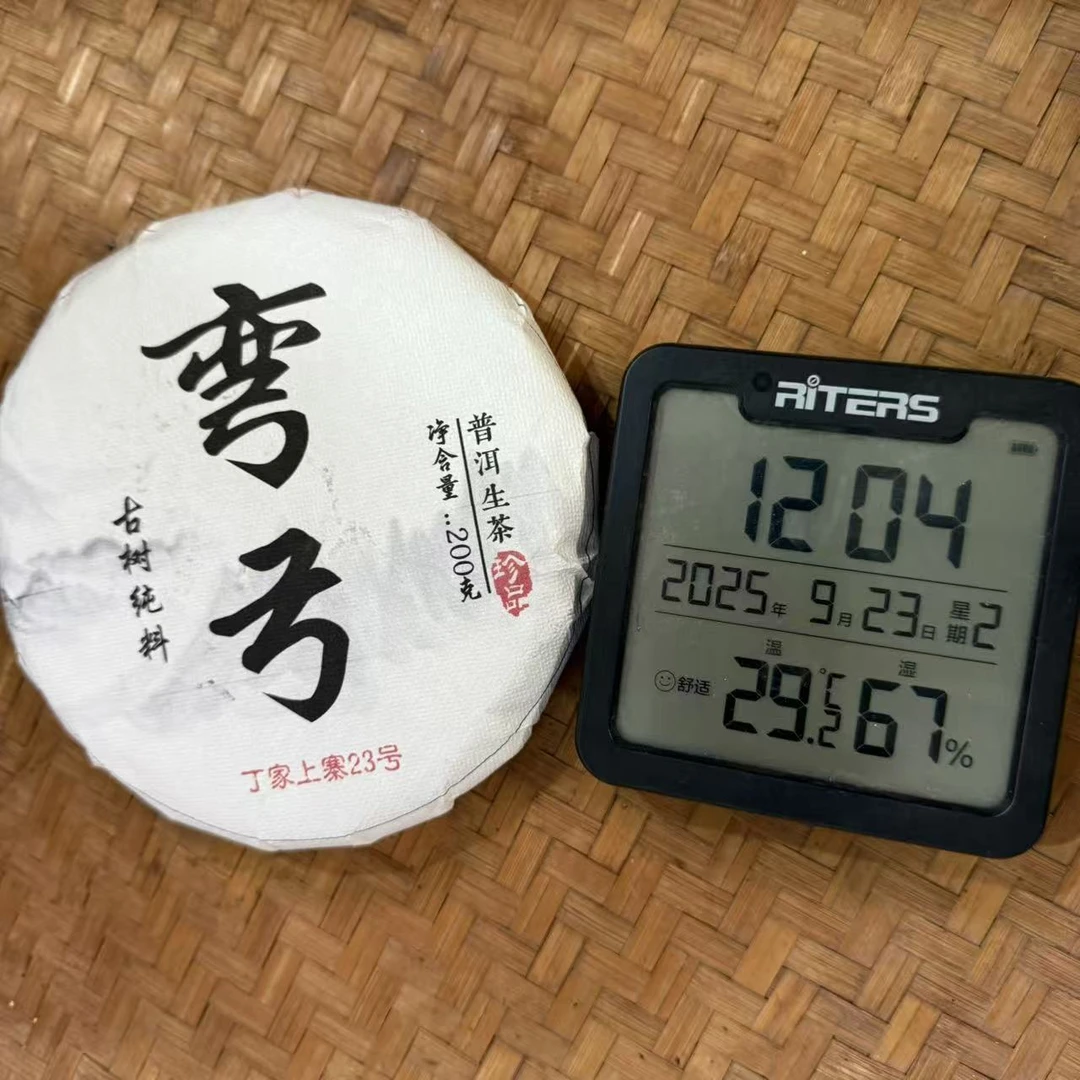 弯弓
古树纯料
普洱生茶
净含量:200克
珍品
丁家上寨23号
RITERS
12 04
2025年 9月23日 星期2
温 湿
舒适 29.2℃ 67%